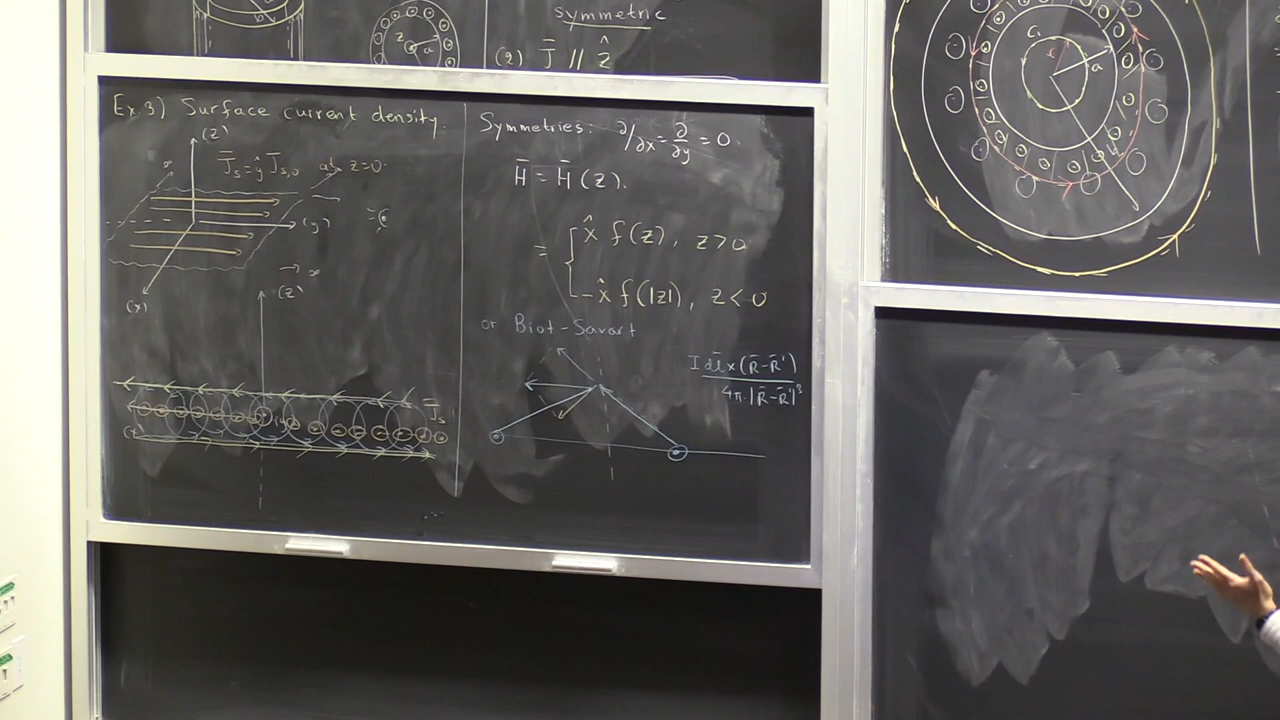 symmetric
(2) J̄ // ẑ
z
a
b
Ex.3) Surface current density.
(z)
x
J̄s = ŷ J̄s,0 at z=0.
(y)
(x)
x
(z)
J̄s
(y)
(x)
Symmetries: ∂/∂x = ∂/∂y = 0.
H̄ = H̄(z).
= { x̂ f(z), z>0
-x̂ f(|z|), z<0
or Biot-Savart
I dl̄ x (R̄-R̄')
4π.|R̄-R̄'|³
C₁
r
a